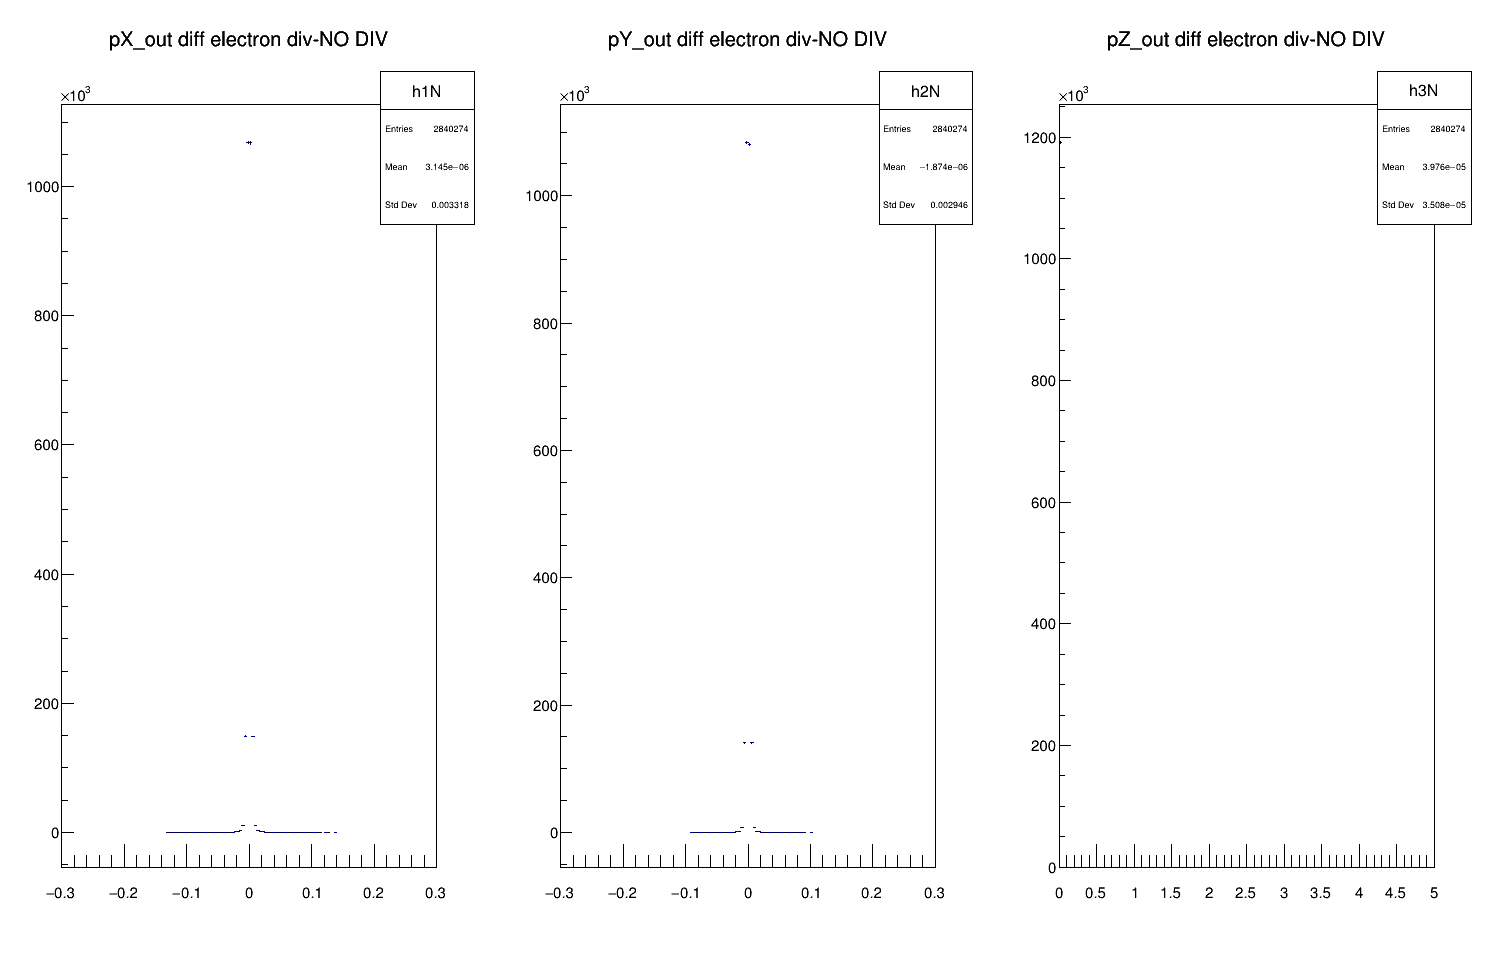 pX_out diff electron div-NO DIV
×10³
h1N
Entries 2840274
Mean 3.145e−06
Std Dev 0.003318
1000
800
600
400
200
0
−0.3 −0.2 −0.1 0 0.1 0.2 0.3
pY_out diff electron div-NO DIV
×10³
h2N
Entries 2840274
Mean −1.874e−06
Std Dev 0.002946
1000
800
600
400
200
0
−0.3 −0.2 −0.1 0 0.1 0.2 0.3
pZ_out diff electron div-NO DIV
×10³
h3N
Entries 2840274
Mean 3.976e−05
Std Dev 3.508e−05
1200
1000
800
600
400
200
0
0 0.5 1 1.5 2 2.5 3 3.5 4 4.5 5